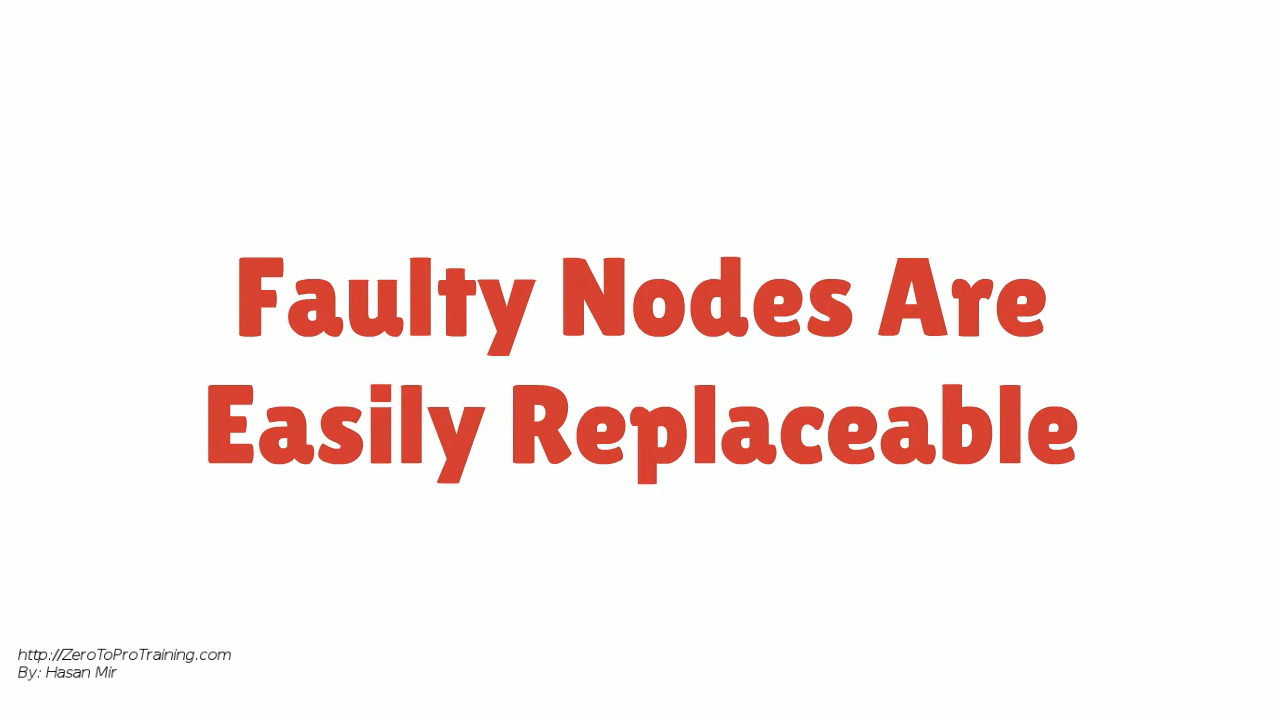 Faulty Nodes Are
Easily Replaceable
http://ZeroToProTraining.com
By: Hasan Mir